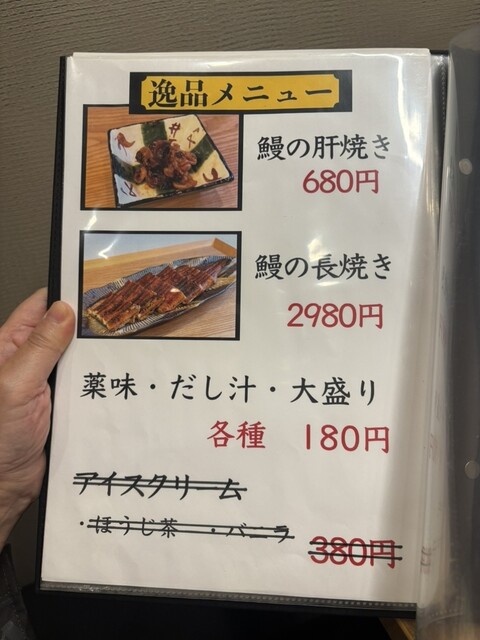 逸品メニュー
鰻の肝焼き
680円
鰻の長焼き
2980円
薬味・だし汁・大盛り
各種 180円
アイスクリーム
・ほうじ茶 ・バニラ
380円